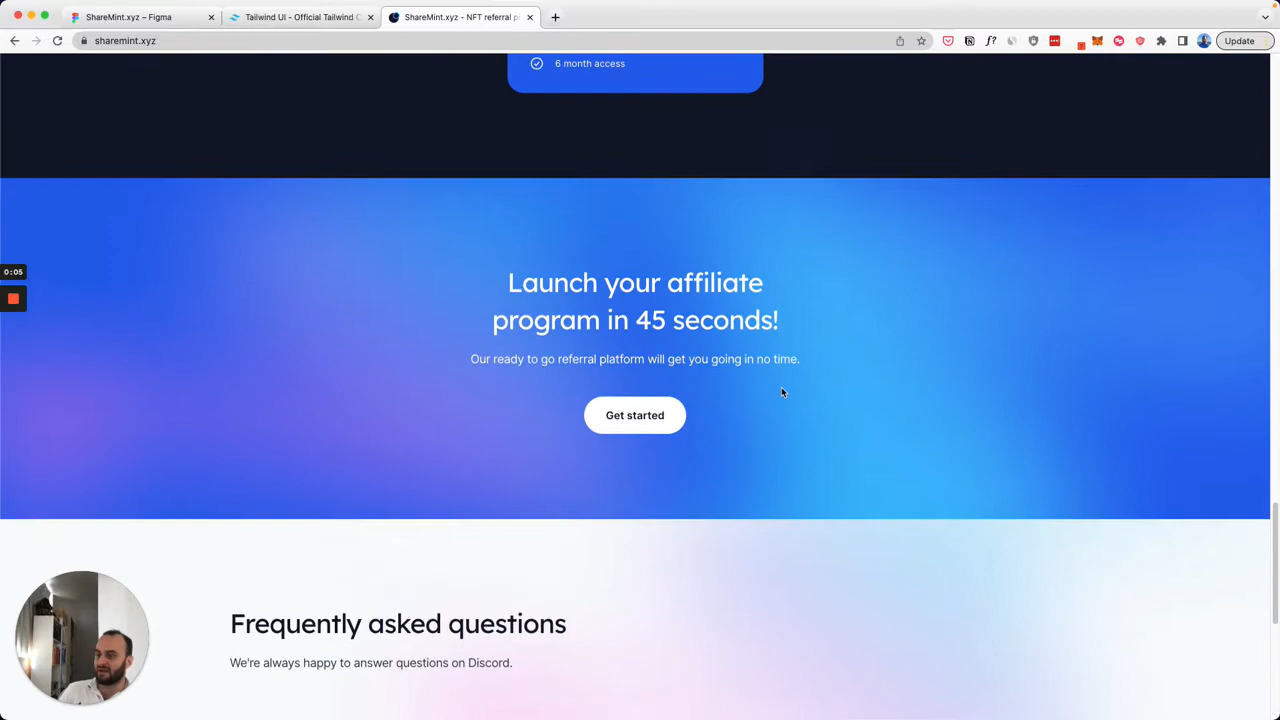 ShareMint.xyz – Figma
Tailwind UI - Official Tailwind C
ShareMint.xyz - NFT referral p
sharemint.xyz
Update
6 month access
0:05
Launch your affiliate
program in 45 seconds!
Our ready to go referral platform will get you going in no time.
Get started
Frequently asked questions
We're always happy to answer questions on Discord.